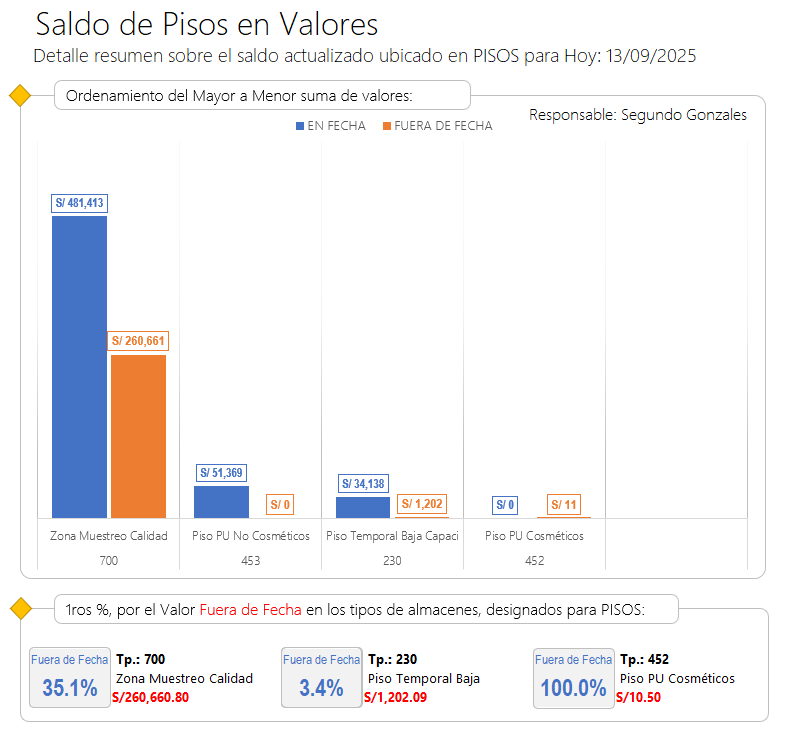 Saldo de Pisos en Valores
Detalle resumen sobre el saldo actualizado ubicado en PISOS para Hoy: 13/09/2025
Ordenamiento del Mayor a Menor suma de valores:
Responsable: Segundo Gonzales
EN FECHA FUERA DE FECHA
S/ 481,413
S/ 260,661
S/ 51,369
S/ 0
S/ 34,138
S/ 1,202
S/ 0
S/ 11
Zona Muestreo Calidad Piso PU No Cosméticos Piso Temporal Baja Capaci Piso PU Cosméticos
700 453 230 452
1ros %, por el Valor Fuera de Fecha en los tipos de almacenes, designados para PISOS:
Fuera de Fecha
35.1%
Tp.: 700
Zona Muestreo Calidad
S/260,660.80
Fuera de Fecha
3.4%
Tp.: 230
Piso Temporal Baja
S/1,202.09
Fuera de Fecha
100.0%
Tp.: 452
Piso PU Cosméticos
S/10.50